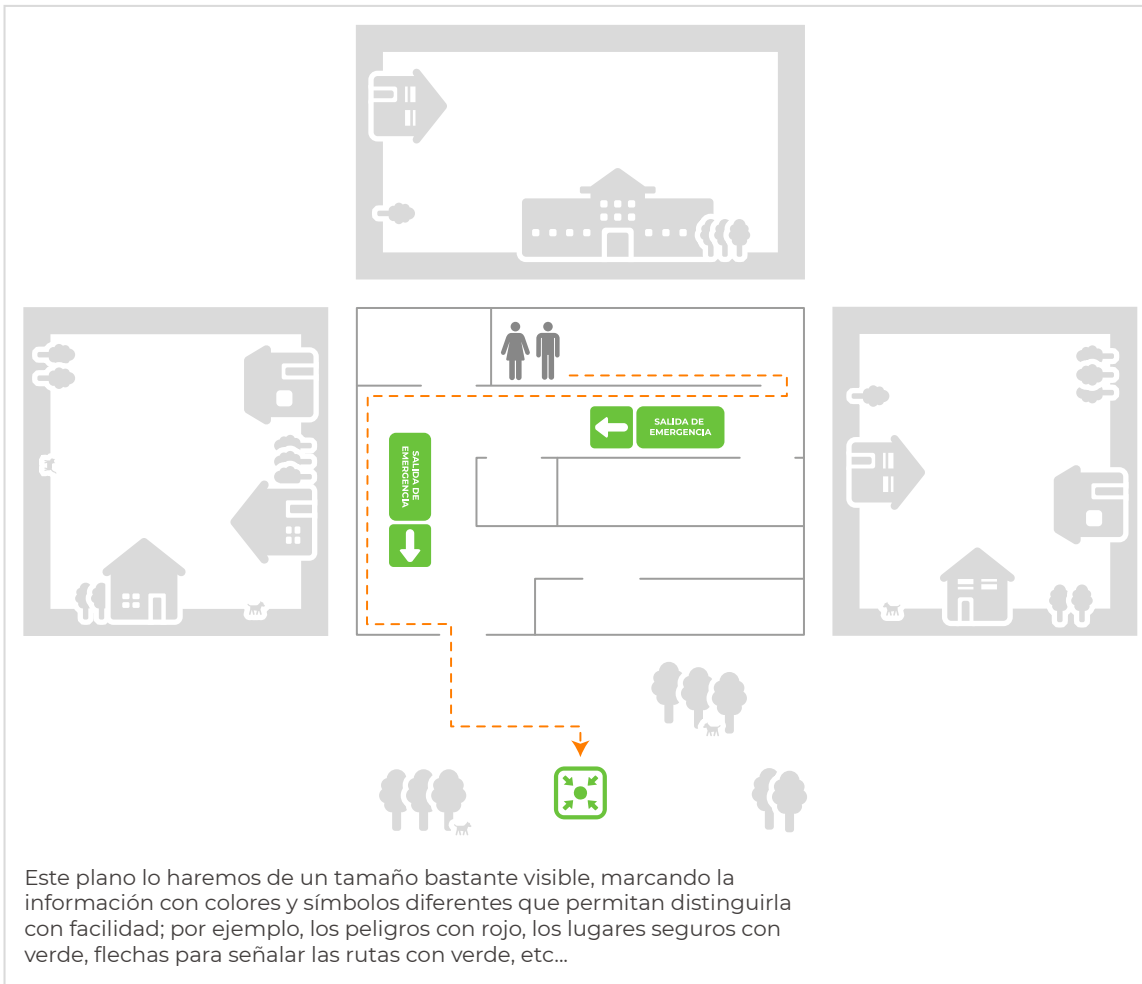 SALIDA DE
EMERGENCIA
SALIDA DE
EMERGENCIA
Este plano lo haremos de un tamaño bastante visible, marcando la
información con colores y símbolos diferentes que permitan distinguirla
con facilidad; por ejemplo, los peligros con rojo, los lugares seguros con
verde, flechas para señalar las rutas con verde, etc...